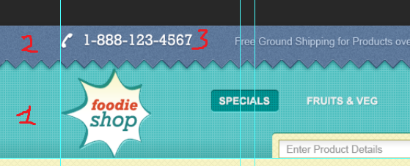 2 1-888-123-4567 3 Free Ground Shipping for Products ove
1
foodie
shop
SPECIALS FRUITS & VEG
Enter Product Details